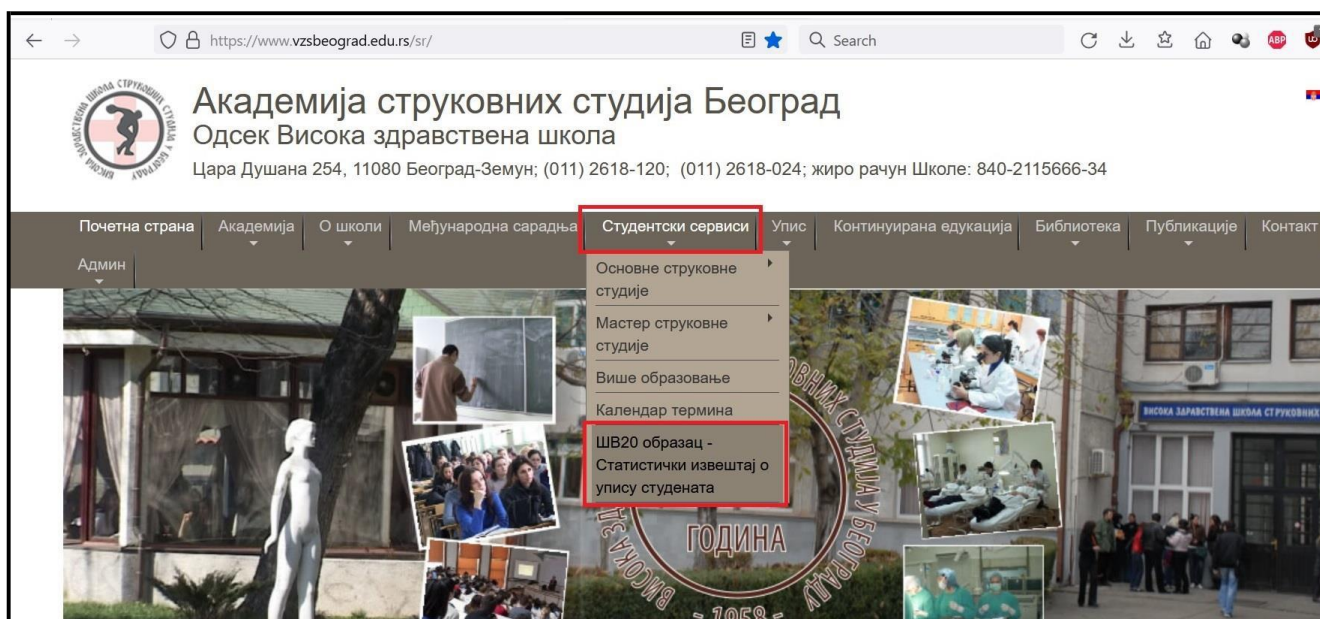 https://www.vzsbeograd.edu.rs/sr/
Search
ABP
Академија струковних студија Београд
Одсек Висока здравствена школа
Цара Душана 254, 11080 Београд-Земун; (011) 2618-120; (011) 2618-024; жиро рачун Школе: 840-2115666-34
Почетна страна
Академија
О школи
Међународна сарадња
Студентски сервиси
Упис
Континуирана едукација
Библиотека
Публикације
Контакт
Админ
Основне струковне
студије
Мастер струковне
студије
Више образовање
Календар термина
ШВ20 образац -
Статистички извештај о
упису студената
ВИСОКА ЗДРАВСТВЕНА ШКОЛА СТРУКОВНИХ
СТУДИЈА У БЕОГРАДУ
ГОДИНА
- 1958 -